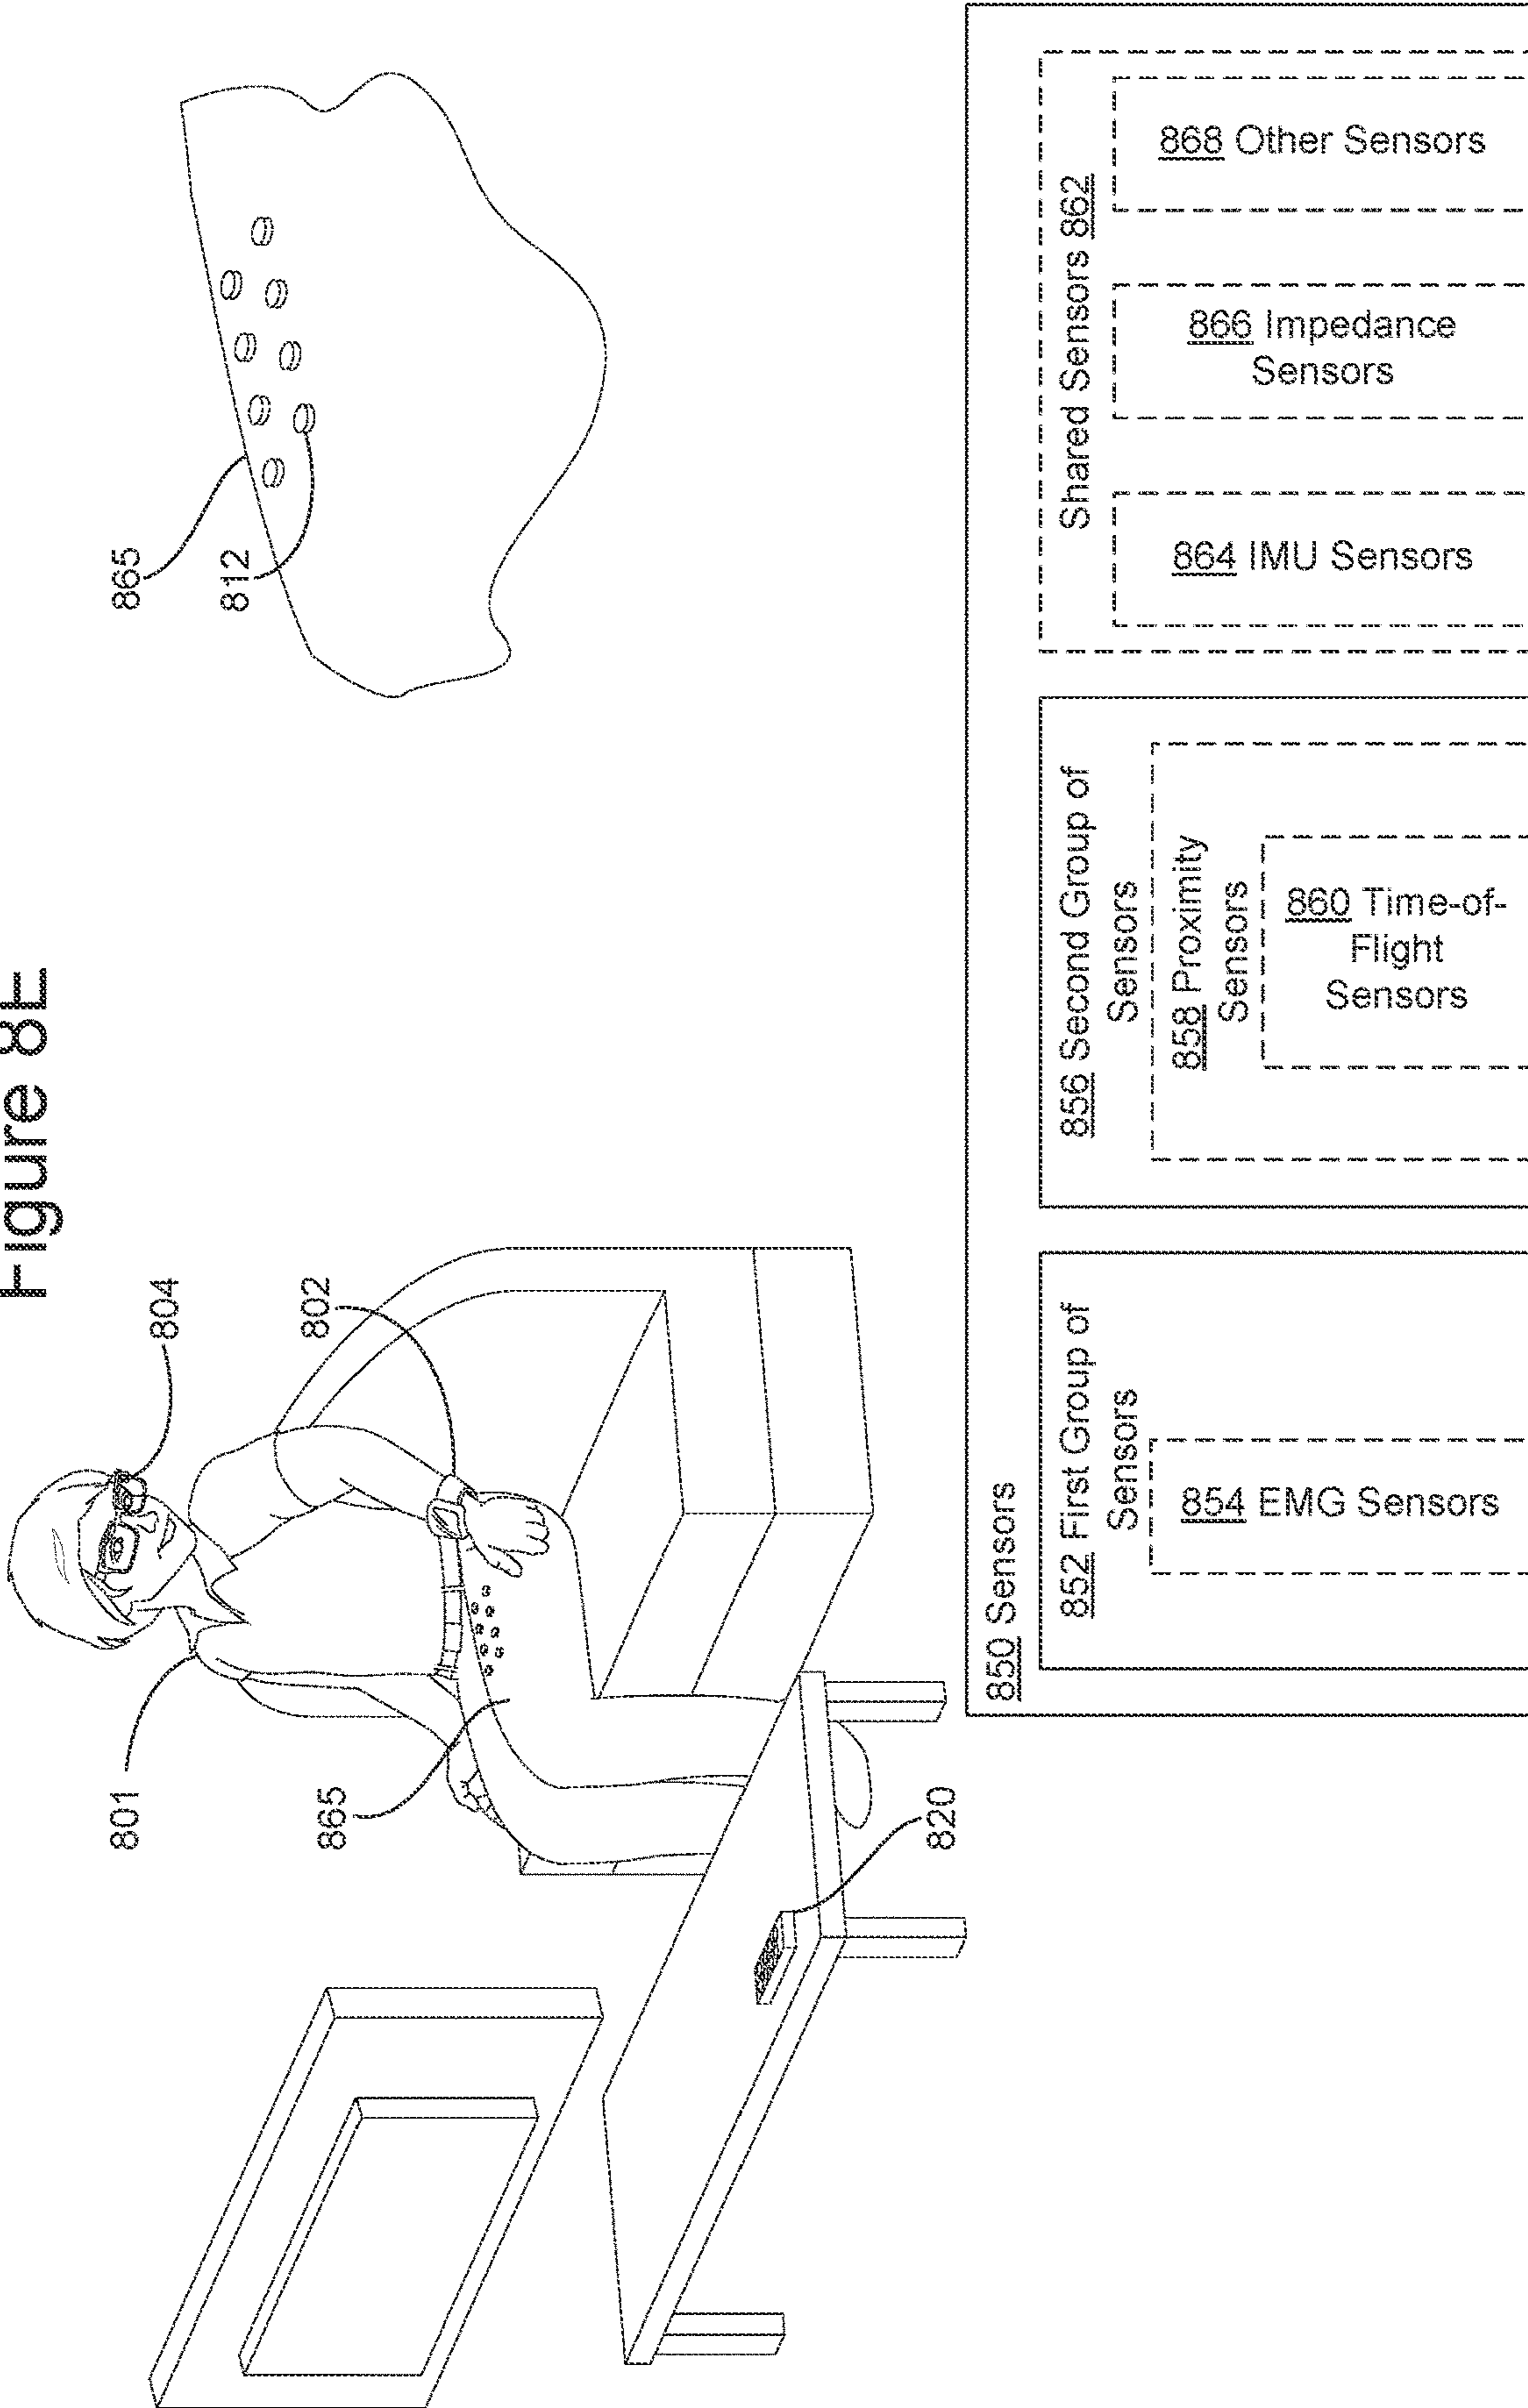 Figure 8E
801
804
865
802
820
865
812
850 Sensors
852 First Group of
Sensors
854 EMG Sensors
856 Second Group of
Sensors
858 Proximity
Sensors
860 Time-of-
Flight
Sensors
Shared Sensors 862
864 IMU Sensors
866 Impedance
Sensors
868 Other Sensors